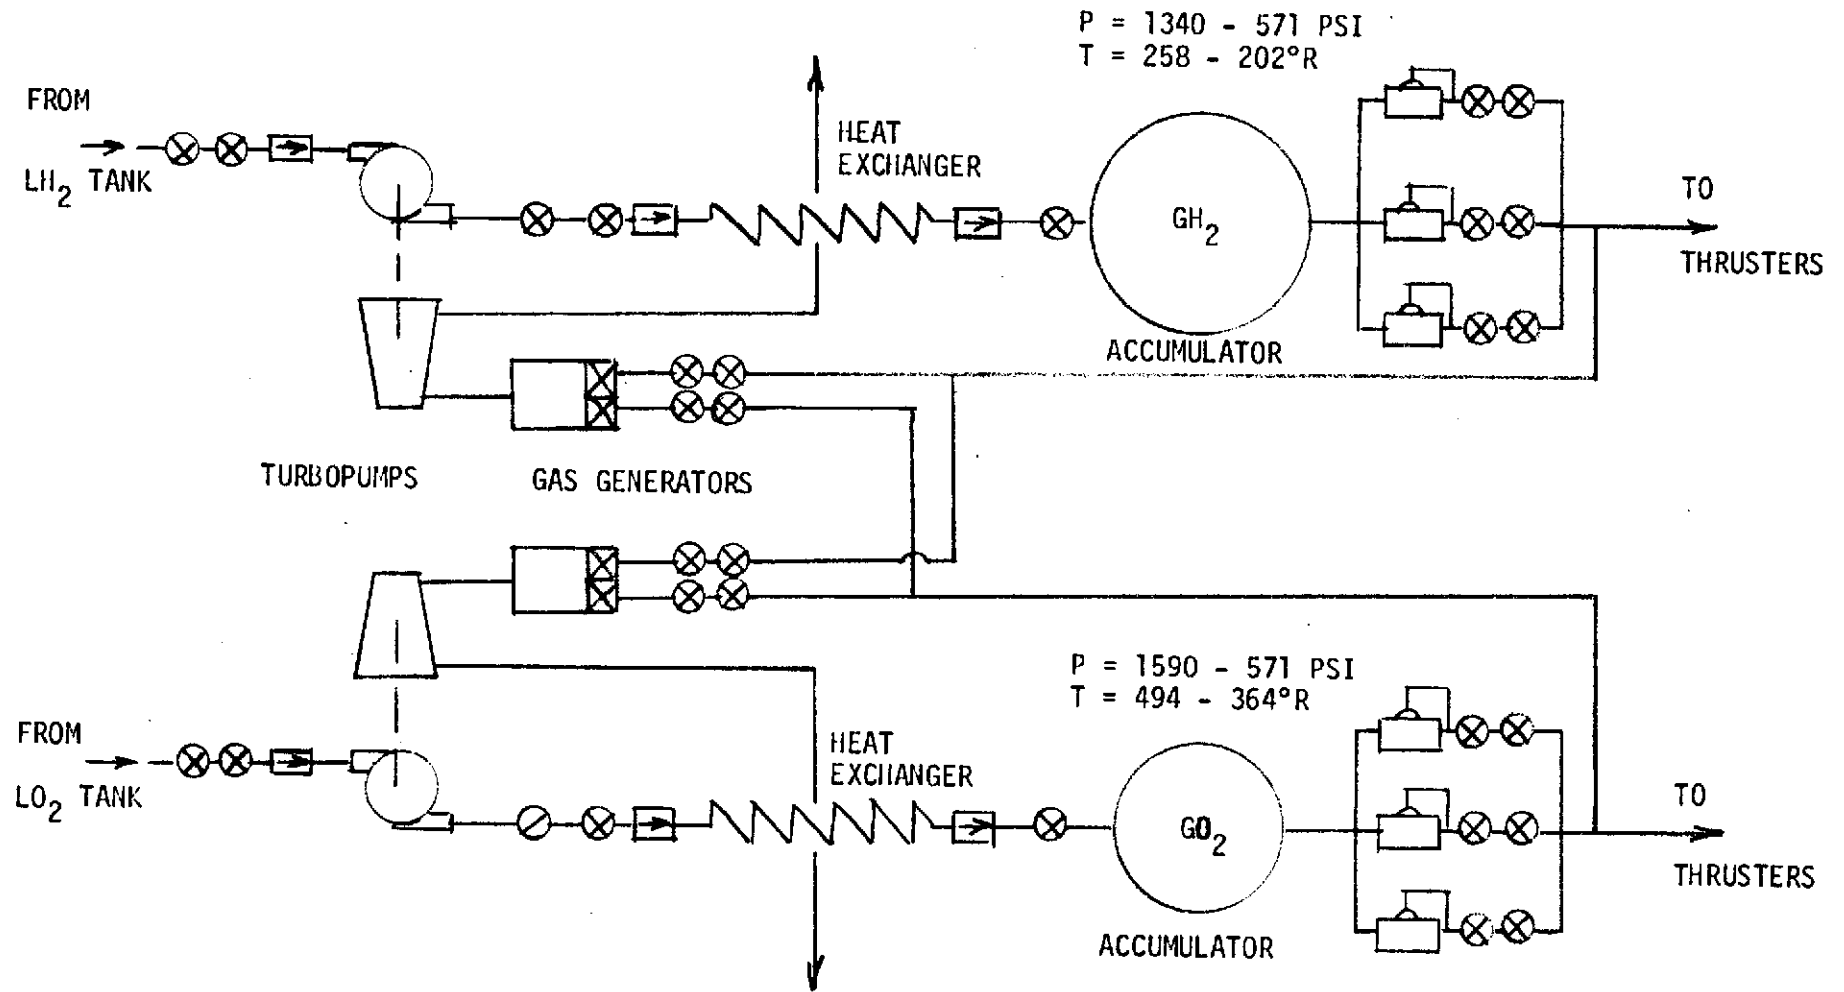 P = 1340 - 571 PSI
T = 258 - 202°R
FROM
LH2 TANK
HEAT
EXCHANGER
GH2
TO
THRUSTERS
ACCUMULATOR
TURBOPUMPS
GAS GENERATORS
P = 1590 - 571 PSI
T = 494 - 364°R
FROM
LO2 TANK
HEAT
EXCHANGER
GO2
TO
THRUSTERS
ACCUMULATOR